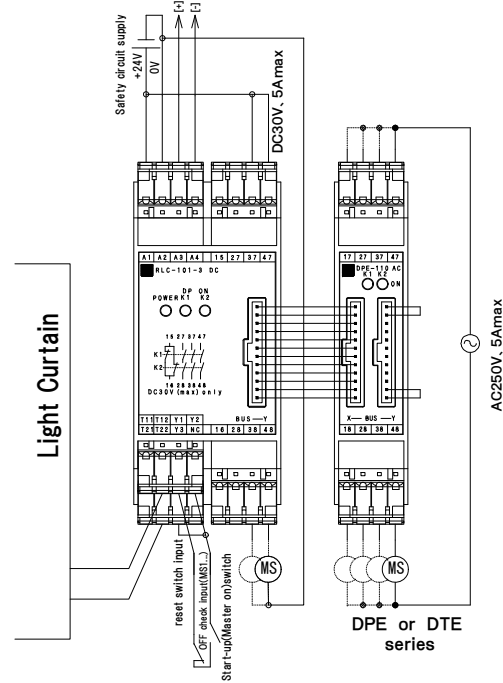 Safety circuit supply
+24V
0V
[+]
[-]
DC30V、5Amax
A1 A2 A3 A4 15 27 37 47
RLC-101-3 DC
DP ON
POWER K1 K2
15 27 37 47
K1
K2
16 28 38 48
DC30V (max) only
BUS — Y
T11 T12 Y1 Y2
T21 T22 Y3 NC 16 28 38 48
17 27 37 47
DPE-110 AC
K1 K2
ON
X — BUS — Y
18 28 38 48
Light Curtain
reset switch input
OFF check input(MS1...)
Start-up(Master on)switch
MS
MS
DPE or DTE
series
AC250V、5Amax